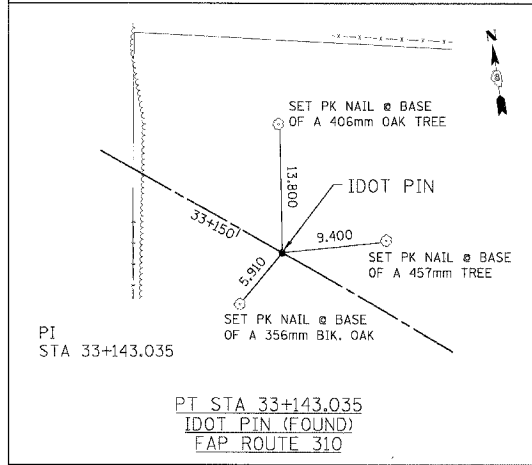 N
SET PK NAIL @ BASE
OF A 406mm OAK TREE
13.800
IDOT PIN
33+150
9.400
5.910
SET PK NAIL @ BASE
OF A 457mm TREE
SET PK NAIL @ BASE
OF A 356mm BIK. OAK
PI
STA 33+143.035
PT STA 33+143.035
IDOT PIN (FOUND)
FAP ROUTE 310